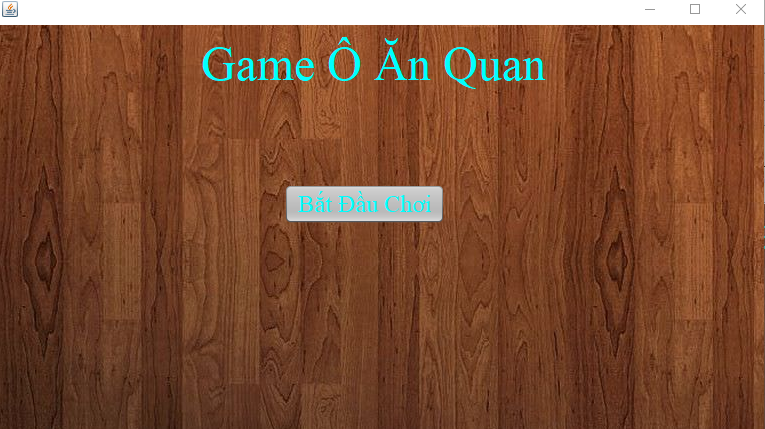 Game Ô Ăn Quan
Bắt Đầu Chơi